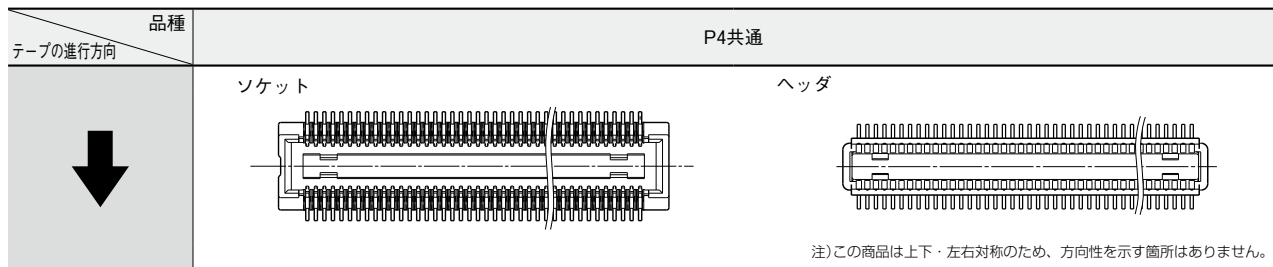 品種
テープの進行方向
P4共通
ソケット
ヘッダ
注)この商品は上下・左右対称のため、方向性を示す箇所はありません。